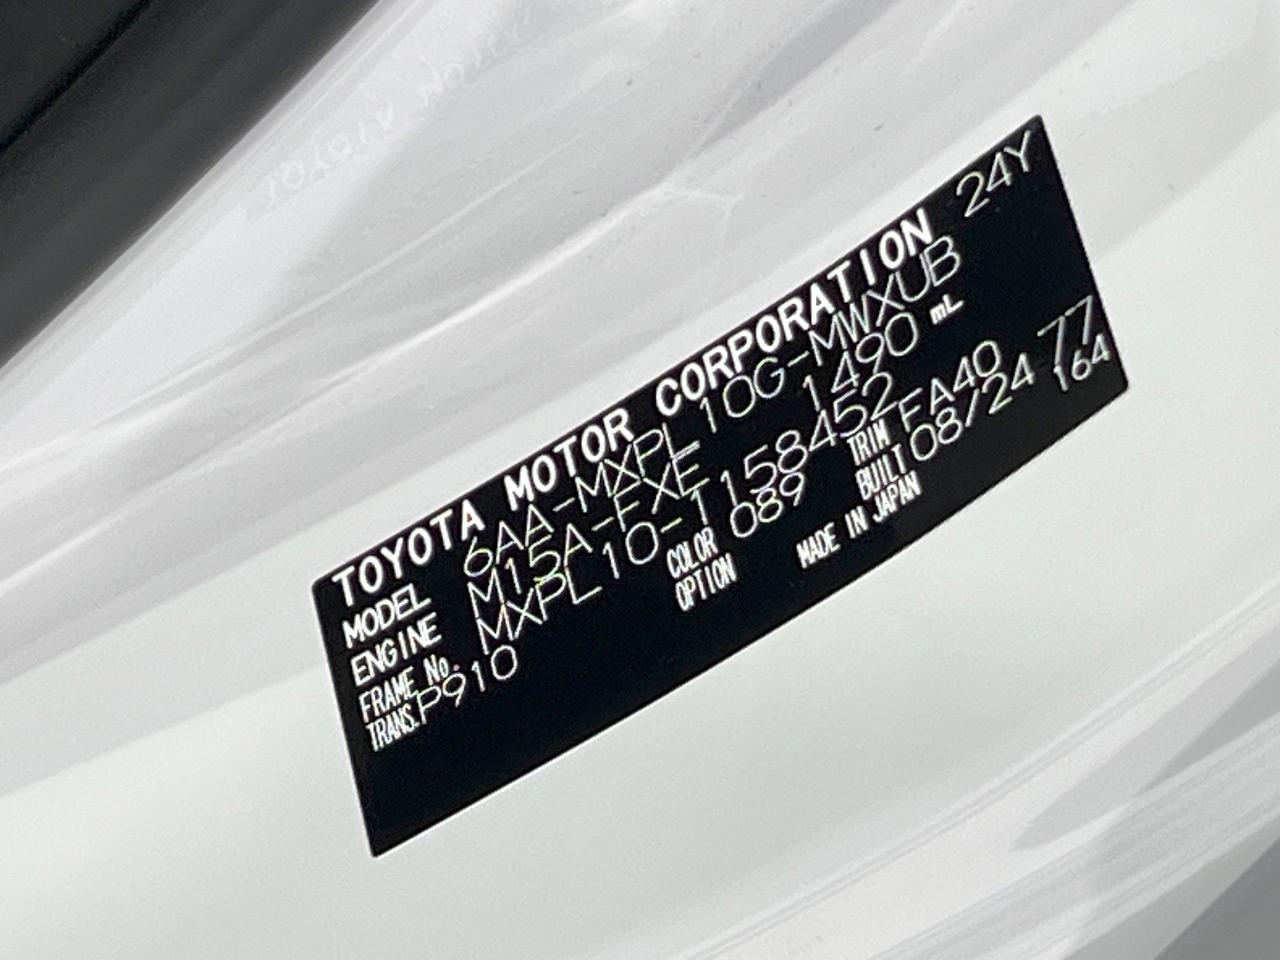 TOYOTA MOTOR CORPORATION 24Y
MODEL 6AA-MXPL10G-MWXUB
ENGINE M15A-FXE 1490 mL
FRAME No. MXPL10-1158452
TRANS. P910 COLOR 089 TRIM FA40 77
OPTION BUILT 08/24 164
MADE IN JAPAN